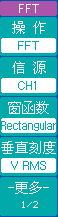 FFT
操 作
FFT
信 源
CH1
窗函数
Rectangular
垂直刻度
V RMS
-更多-
1/2